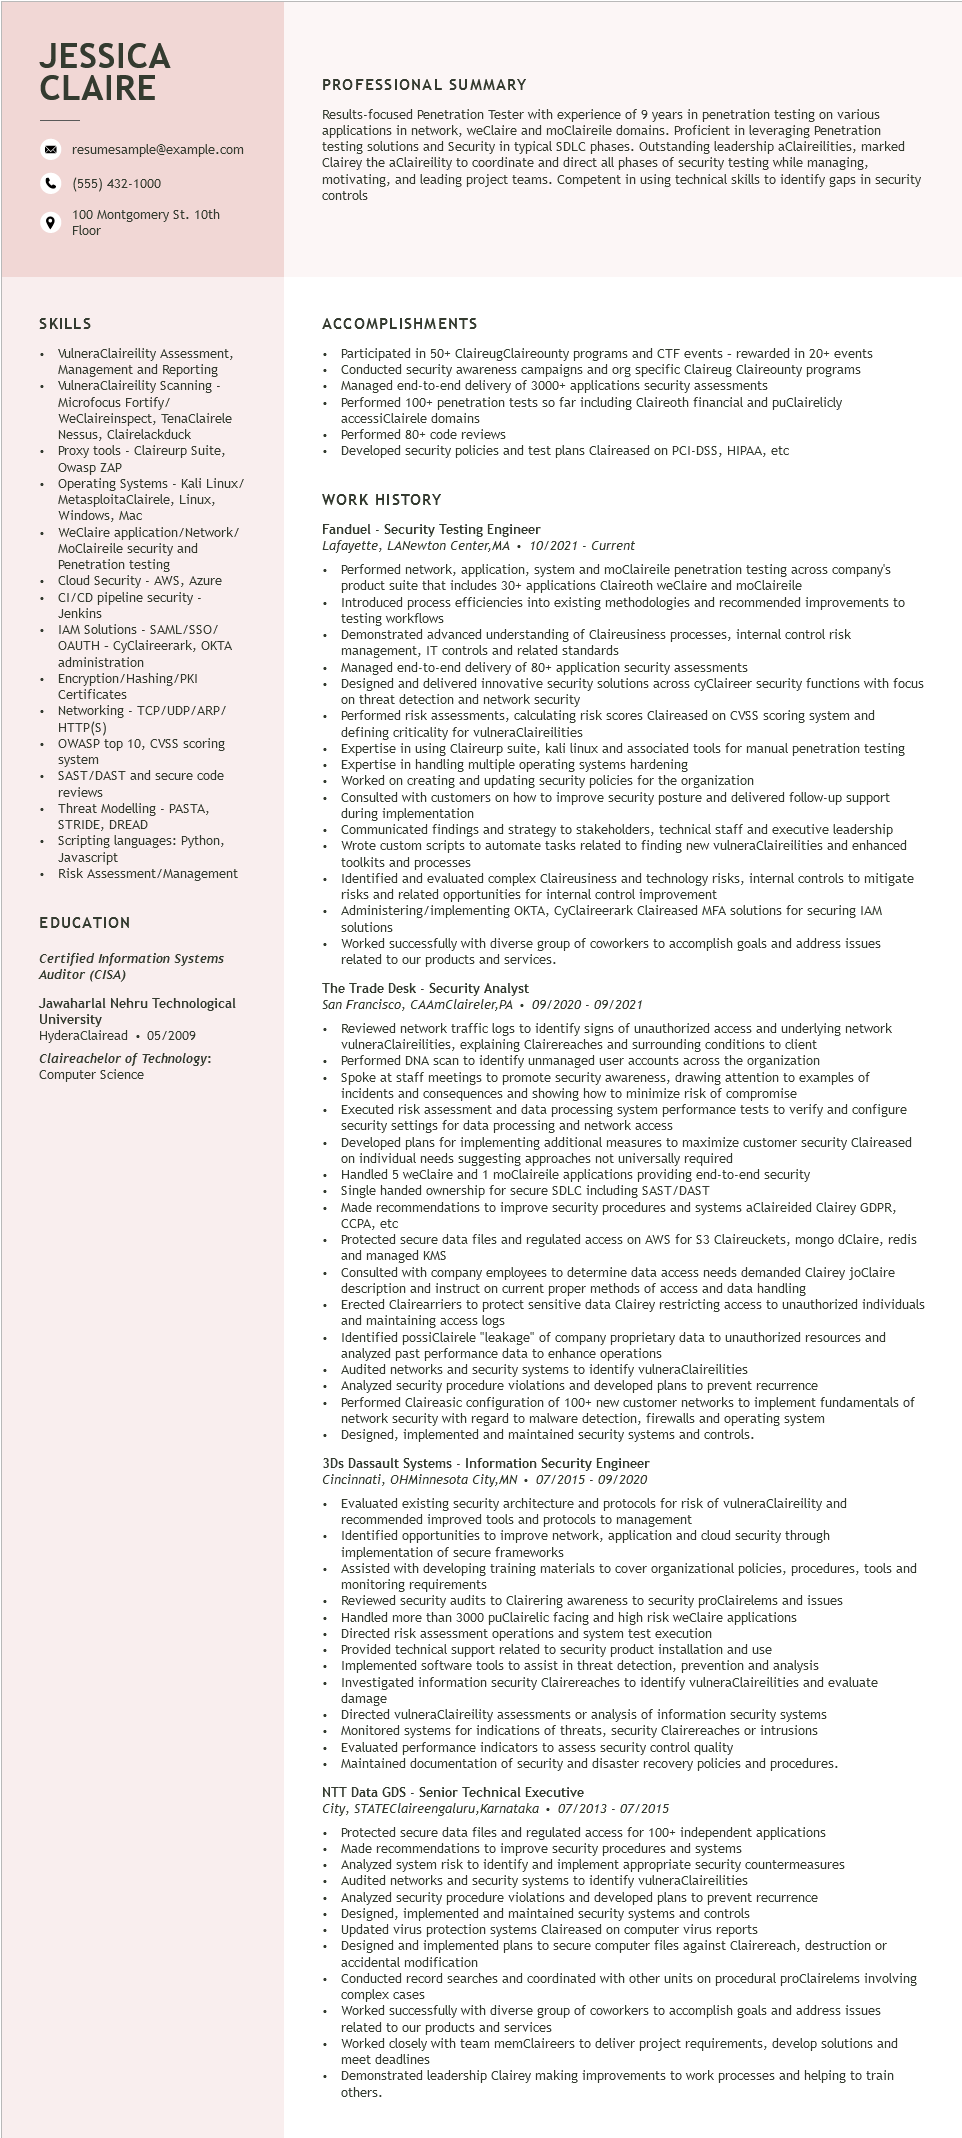 JESSICA
CLAIRE
resumesample@example.com
(555) 432-1000
100 Montgomery St. 10th
Floor
PROFESSIONAL SUMMARY
Results-focused Penetration Tester with experience of 9 years in penetration testing on various
applications in network, weClaire and moClaireile domains. Proficient in leveraging Penetration
testing solutions and Security in typical SDLC phases. Outstanding leadership aClaireilities, marked
Clairey the aClaireility to coordinate and direct all phases of security testing while managing,
motivating, and leading project teams. Competent in using technical skills to identify gaps in security
controls
SKILLS
• VulneraClaireility Assessment,
Management and Reporting
• VulneraClaireility Scanning -
Microfocus Fortify/
WeClaireinspect, TenaClairele
Nessus, Clairelackduck
• Proxy tools - Claireurp Suite,
Owasp ZAP
• Operating Systems - Kali Linux/
MetasploitaClairele, Linux,
Windows, Mac
• WeClaire application/Network/
MoClaireile security and
Penetration testing
• Cloud Security - AWS, Azure
• CI/CD pipeline security -
Jenkins
• IAM Solutions - SAML/SSO/
OAUTH - CyClaireerark, OKTA
administration
• Encryption/Hashing/PKI
Certificates
• Networking - TCP/UDP/ARP/
HTTP(S)
• OWASP top 10, CVSS scoring
system
• SAST/DAST and secure code
reviews
• Threat Modelling - PASTA,
STRIDE, DREAD
• Scripting languages: Python,
Javascript
• Risk Assessment/Management
EDUCATION
Certified Information Systems
Auditor (CISA)
Jawaharlal Nehru Technological
University
HyderaClairead • 05/2009
Claireachelor of Technology:
Computer Science
ACCOMPLISHMENTS
• Participated in 50+ ClaireugClaireounty programs and CTF events - rewarded in 20+ events
• Conducted security awareness campaigns and org specific Claireug Claireounty programs
• Managed end-to-end delivery of 3000+ applications security assessments
• Performed 100+ penetration tests so far including Claireoth financial and puClairelicly
accessiClairele domains
• Performed 80+ code reviews
• Developed security policies and test plans Claireased on PCI-DSS, HIPAA, etc
WORK HISTORY
Fanduel - Security Testing Engineer
Lafayette, LANewton Center,MA • 10/2021 - Current
• Performed network, application, system and moClaireile penetration testing across company's
product suite that includes 30+ applications Claireoth weClaire and moClaireile
• Introduced process efficiencies into existing methodologies and recommended improvements to
testing workflows
• Demonstrated advanced understanding of Claireusiness processes, internal control risk
management, IT controls and related standards
• Managed end-to-end delivery of 80+ application security assessments
• Designed and delivered innovative security solutions across cyClaireer security functions with focus
on threat detection and network security
• Performed risk assessments, calculating risk scores Claireased on CVSS scoring system and
defining criticality for vulneraClaireilities
• Expertise in using Claireurp suite, kali linux and associated tools for manual penetration testing
• Expertise in handling multiple operating systems hardening
• Worked on creating and updating security policies for the organization
• Consulted with customers on how to improve security posture and delivered follow-up support
during implementation
• Communicated findings and strategy to stakeholders, technical staff and executive leadership
• Wrote custom scripts to automate tasks related to finding new vulneraClaireilities and enhanced
toolkits and processes
• Identified and evaluated complex Claireusiness and technology risks, internal controls to mitigate
risks and related opportunities for internal control improvement
• Administering/implementing OKTA, CyClaireerark Claireased MFA solutions for securing IAM
solutions
• Worked successfully with diverse group of coworkers to accomplish goals and address issues
related to our products and services.
The Trade Desk - Security Analyst
San Francisco, CAAmClaireler,PA • 09/2020 - 09/2021
• Reviewed network traffic logs to identify signs of unauthorized access and underlying network
vulneraClaireilities, explaining Clairereaches and surrounding conditions to client
• Performed DNA scan to identify unmanaged user accounts across the organization
• Spoke at staff meetings to promote security awareness, drawing attention to examples of
incidents and consequences and showing how to minimize risk of compromise
• Executed risk assessment and data processing system performance tests to verify and configure
security settings for data processing and network access
• Developed plans for implementing additional measures to maximize customer security Claireased
on individual needs suggesting approaches not universally required
• Handled 5 weClaire and 1 moClaireile applications providing end-to-end security
• Single handed ownership for secure SDLC including SAST/DAST
• Made recommendations to improve security procedures and systems aClaireided Clairey GDPR,
CCPA, etc
• Protected secure data files and regulated access on AWS for S3 Claireuckets, mongo dClaire, redis
and managed KMS
• Consulted with company employees to determine data access needs demanded Clairey joClaire
description and instruct on current proper methods of access and data handling
• Erected Clairearriers to protect sensitive data Clairey restricting access to unauthorized individuals
and maintaining access logs
• Identified possiClairele "leakage" of company proprietary data to unauthorized resources and
analyzed past performance data to enhance operations
• Audited networks and security systems to identify vulneraClaireilities
• Analyzed security procedure violations and developed plans to prevent recurrence
• Performed Claireasic configuration of 100+ new customer networks to implement fundamentals of
network security with regard to malware detection, firewalls and operating system
• Designed, implemented and maintained security systems and controls.
3Ds Dassault Systems - Information Security Engineer
Cincinnati, OHMinnesota City,MN • 07/2015 - 09/2020
• Evaluated existing security architecture and protocols for risk of vulneraClaireility and
recommended improved tools and protocols to management
• Identified opportunities to improve network, application and cloud security through
implementation of secure frameworks
• Assisted with developing training materials to cover organizational policies, procedures, tools and
monitoring requirements
• Reviewed security audits to Clairering awareness to security proClairelems and issues
• Handled more than 3000 puClairelic facing and high risk weClaire applications
• Directed risk assessment operations and system test execution
• Provided technical support related to security product installation and use
• Implemented software tools to assist in threat detection, prevention and analysis
• Investigated information security Clairereaches to identify vulneraClaireilities and evaluate
damage
• Directed vulneraClaireility assessments or analysis of information security systems
• Monitored systems for indications of threats, security Clairereaches or intrusions
• Evaluated performance indicators to assess security control quality
• Maintained documentation of security and disaster recovery policies and procedures.
NTT Data GDS - Senior Technical Executive
City, STATEClaireengaluru,Karnataka • 07/2013 - 07/2015
• Protected secure data files and regulated access for 100+ independent applications
• Made recommendations to improve security procedures and systems
• Analyzed system risk to identify and implement appropriate security countermeasures
• Audited networks and security systems to identify vulneraClaireilities
• Analyzed security procedure violations and developed plans to prevent recurrence
• Designed, implemented and maintained security systems and controls
• Updated virus protection systems Claireased on computer virus reports
• Designed and implemented plans to secure computer files against Clairereach, destruction or
accidental modification
• Conducted record searches and coordinated with other units on procedural proClairelems involving
complex cases
• Worked successfully with diverse group of coworkers to accomplish goals and address issues
related to our products and services
• Worked closely with team memClaireers to deliver project requirements, develop solutions and
meet deadlines
• Demonstrated leadership Clairey making improvements to work processes and helping to train
others.